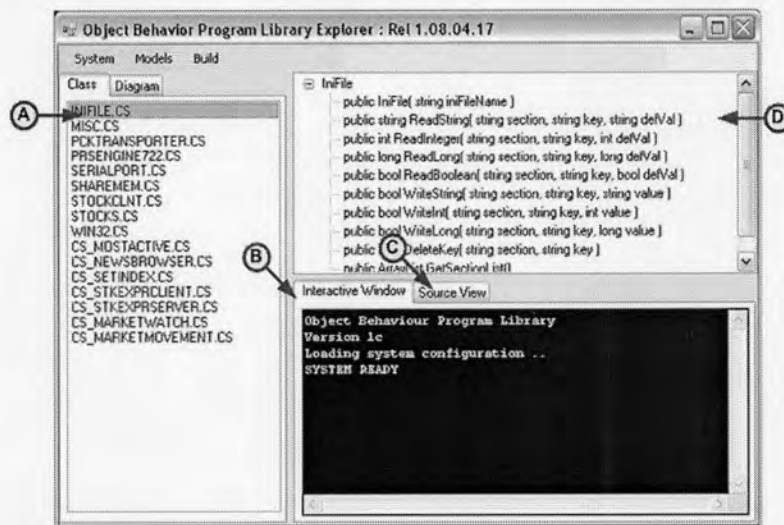 Object Behavior Program Library Explorer : Rel 1.08.04.17
System Models Build
Class Diagram
A
INIFILE.CS
MISC.CS
PCKTRANSPORTER.CS
PRSENGINE722.CS
SERIALPORT.CS
SHAREMEM.CS
STOCKCLNT.CS
STOCKS.CS
WIN32.CS
CS_MOSTACTIVE.CS
CS_NEWSBROWSER.CS
CS_SETINDEX.CS
CS_STKEXPRCLIENT.CS
CS_STKEXPRSERVER.CS
CS_MARKETWATCH.CS
CS_MARKETMOVEMENT.CS
IniFile
public IniFile( string iniFileName )
public string ReadString( string section, string key, string defVal )
D
public int ReadInteger( string section, string key, int defVal )
public long ReadLong( string section, string key, long defVal )
public bool ReadBoolean( string section, string key, bool defVal )
public bool WriteString( string section, string key, string value )
public bool WriteInt( string section, string key, int value )
public bool WriteLong( string section, string key, long value )
public DeleteKey( string section, string key )
public ArrayList GetSectionList()
B
C
Interactive Window Source View
Object Behaviour Program Library
Version 1c
Loading system configuration ..
SYSTEM READY